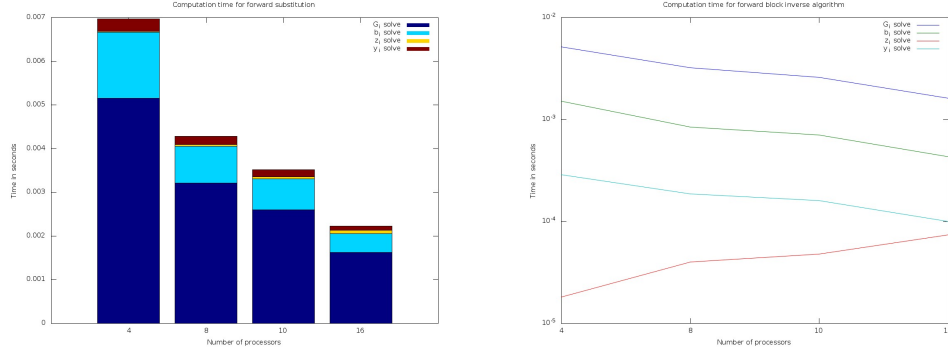 Computation time for forward substitution
0.007
0.006
0.005
0.004
0.003
0.002
0.001
0
Time in seconds
G_i solve
b_i solve
z_i solve
y_i solve
4 8 10 16
Number of processors
Computation time for forward block inverse algorithm
10^-2
10^-3
10^-4
10^-5
Time in seconds
G_i solve
b_i solve
z_i solve
y_i solve
4 8 10 1
Number of processors